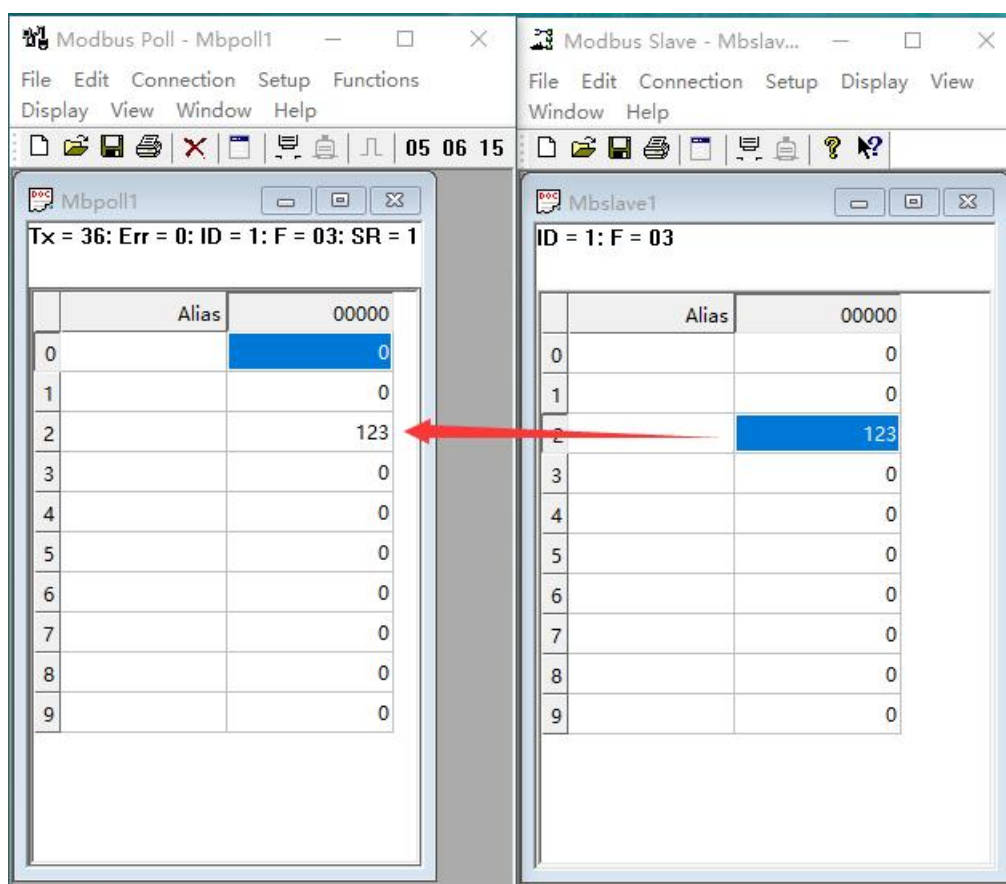 Modbus Poll - Mbpoll1
File Edit Connection Setup Functions
Display View Window Help
05 06 15
Mbpoll1
Tx = 36: Err = 0: ID = 1: F = 03: SR = 1
Alias 00000
0 0
1 0
2 123
3 0
4 0
5 0
6 0
7 0
8 0
9 0
Modbus Slave - Mbslav...
File Edit Connection Setup Display View
Window Help
Mbslave1
ID = 1: F = 03
Alias 00000
0 0
1 0
2 123
3 0
4 0
5 0
6 0
7 0
8 0
9 0